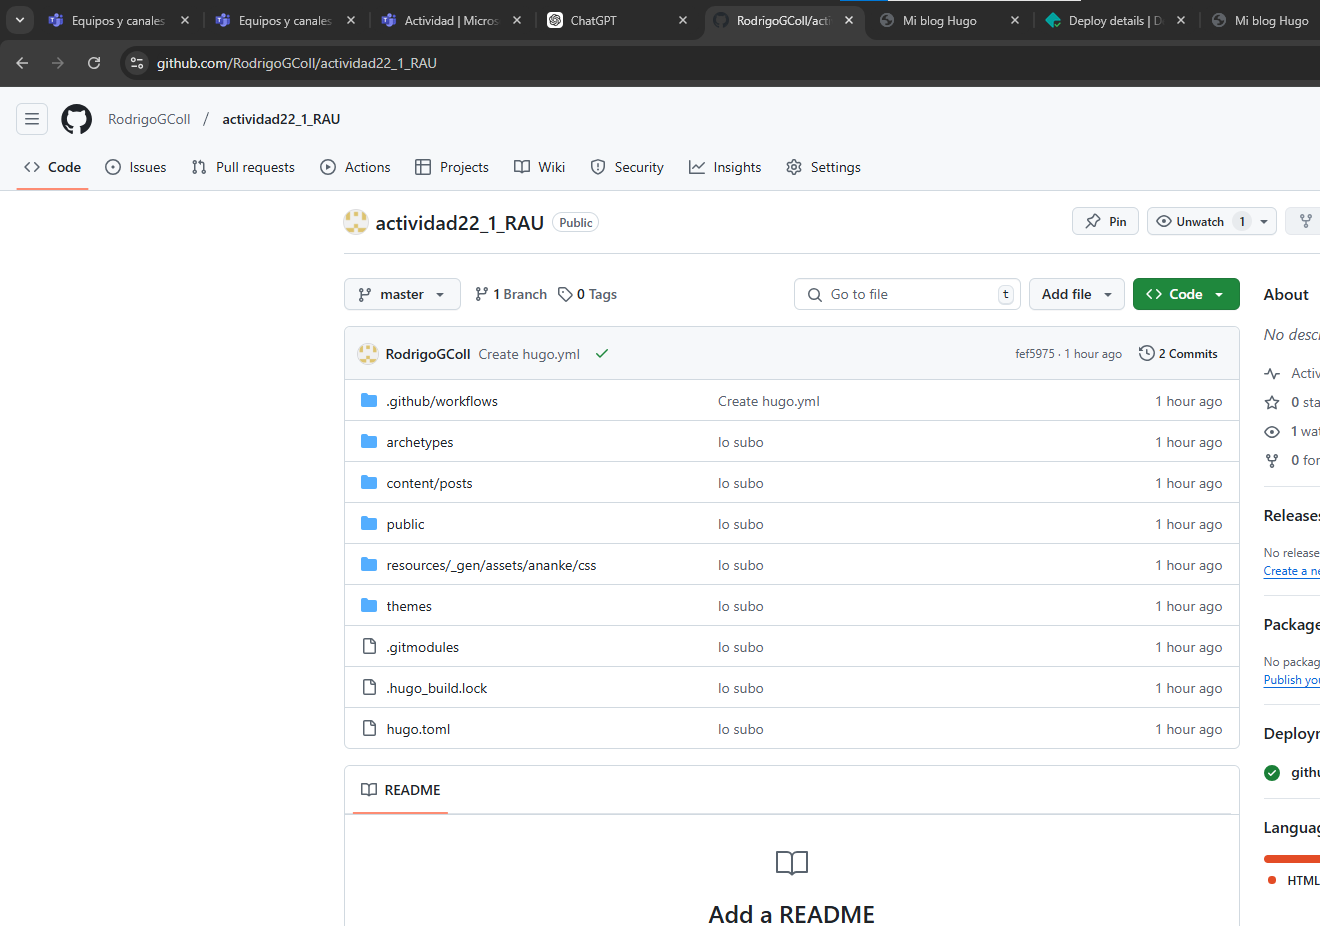 Equipos y canales
Equipos y canales
Actividad | Micros
ChatGPT
RodrigoGColl/acti
Mi blog Hugo
Deploy details | D
Mi blog Hugo
github.com/RodrigoGColl/actividad22_1_RAU
RodrigoGColl / actividad22_1_RAU
Code
Issues
Pull requests
Actions
Projects
Wiki
Security
Insights
Settings
actividad22_1_RAU
Public
Pin
Unwatch 1
master
1 Branch
0 Tags
Go to file
t
Add file
Code
RodrigoGColl Create hugo.yml
fef5975 · 1 hour ago
2 Commits
.github/workflows Create hugo.yml 1 hour ago
archetypes lo subo 1 hour ago
content/posts lo subo 1 hour ago
public lo subo 1 hour ago
resources/_gen/assets/ananke/css lo subo 1 hour ago
themes lo subo 1 hour ago
.gitmodules lo subo 1 hour ago
.hugo_build.lock lo subo 1 hour ago
hugo.toml lo subo 1 hour ago
README
Add a README
About
No descr
Activ
0 sta
1 wat
0 for
Releases
No release
Create a ne
Package
No packag
Publish you
Deployn
githu
Languag
HTML